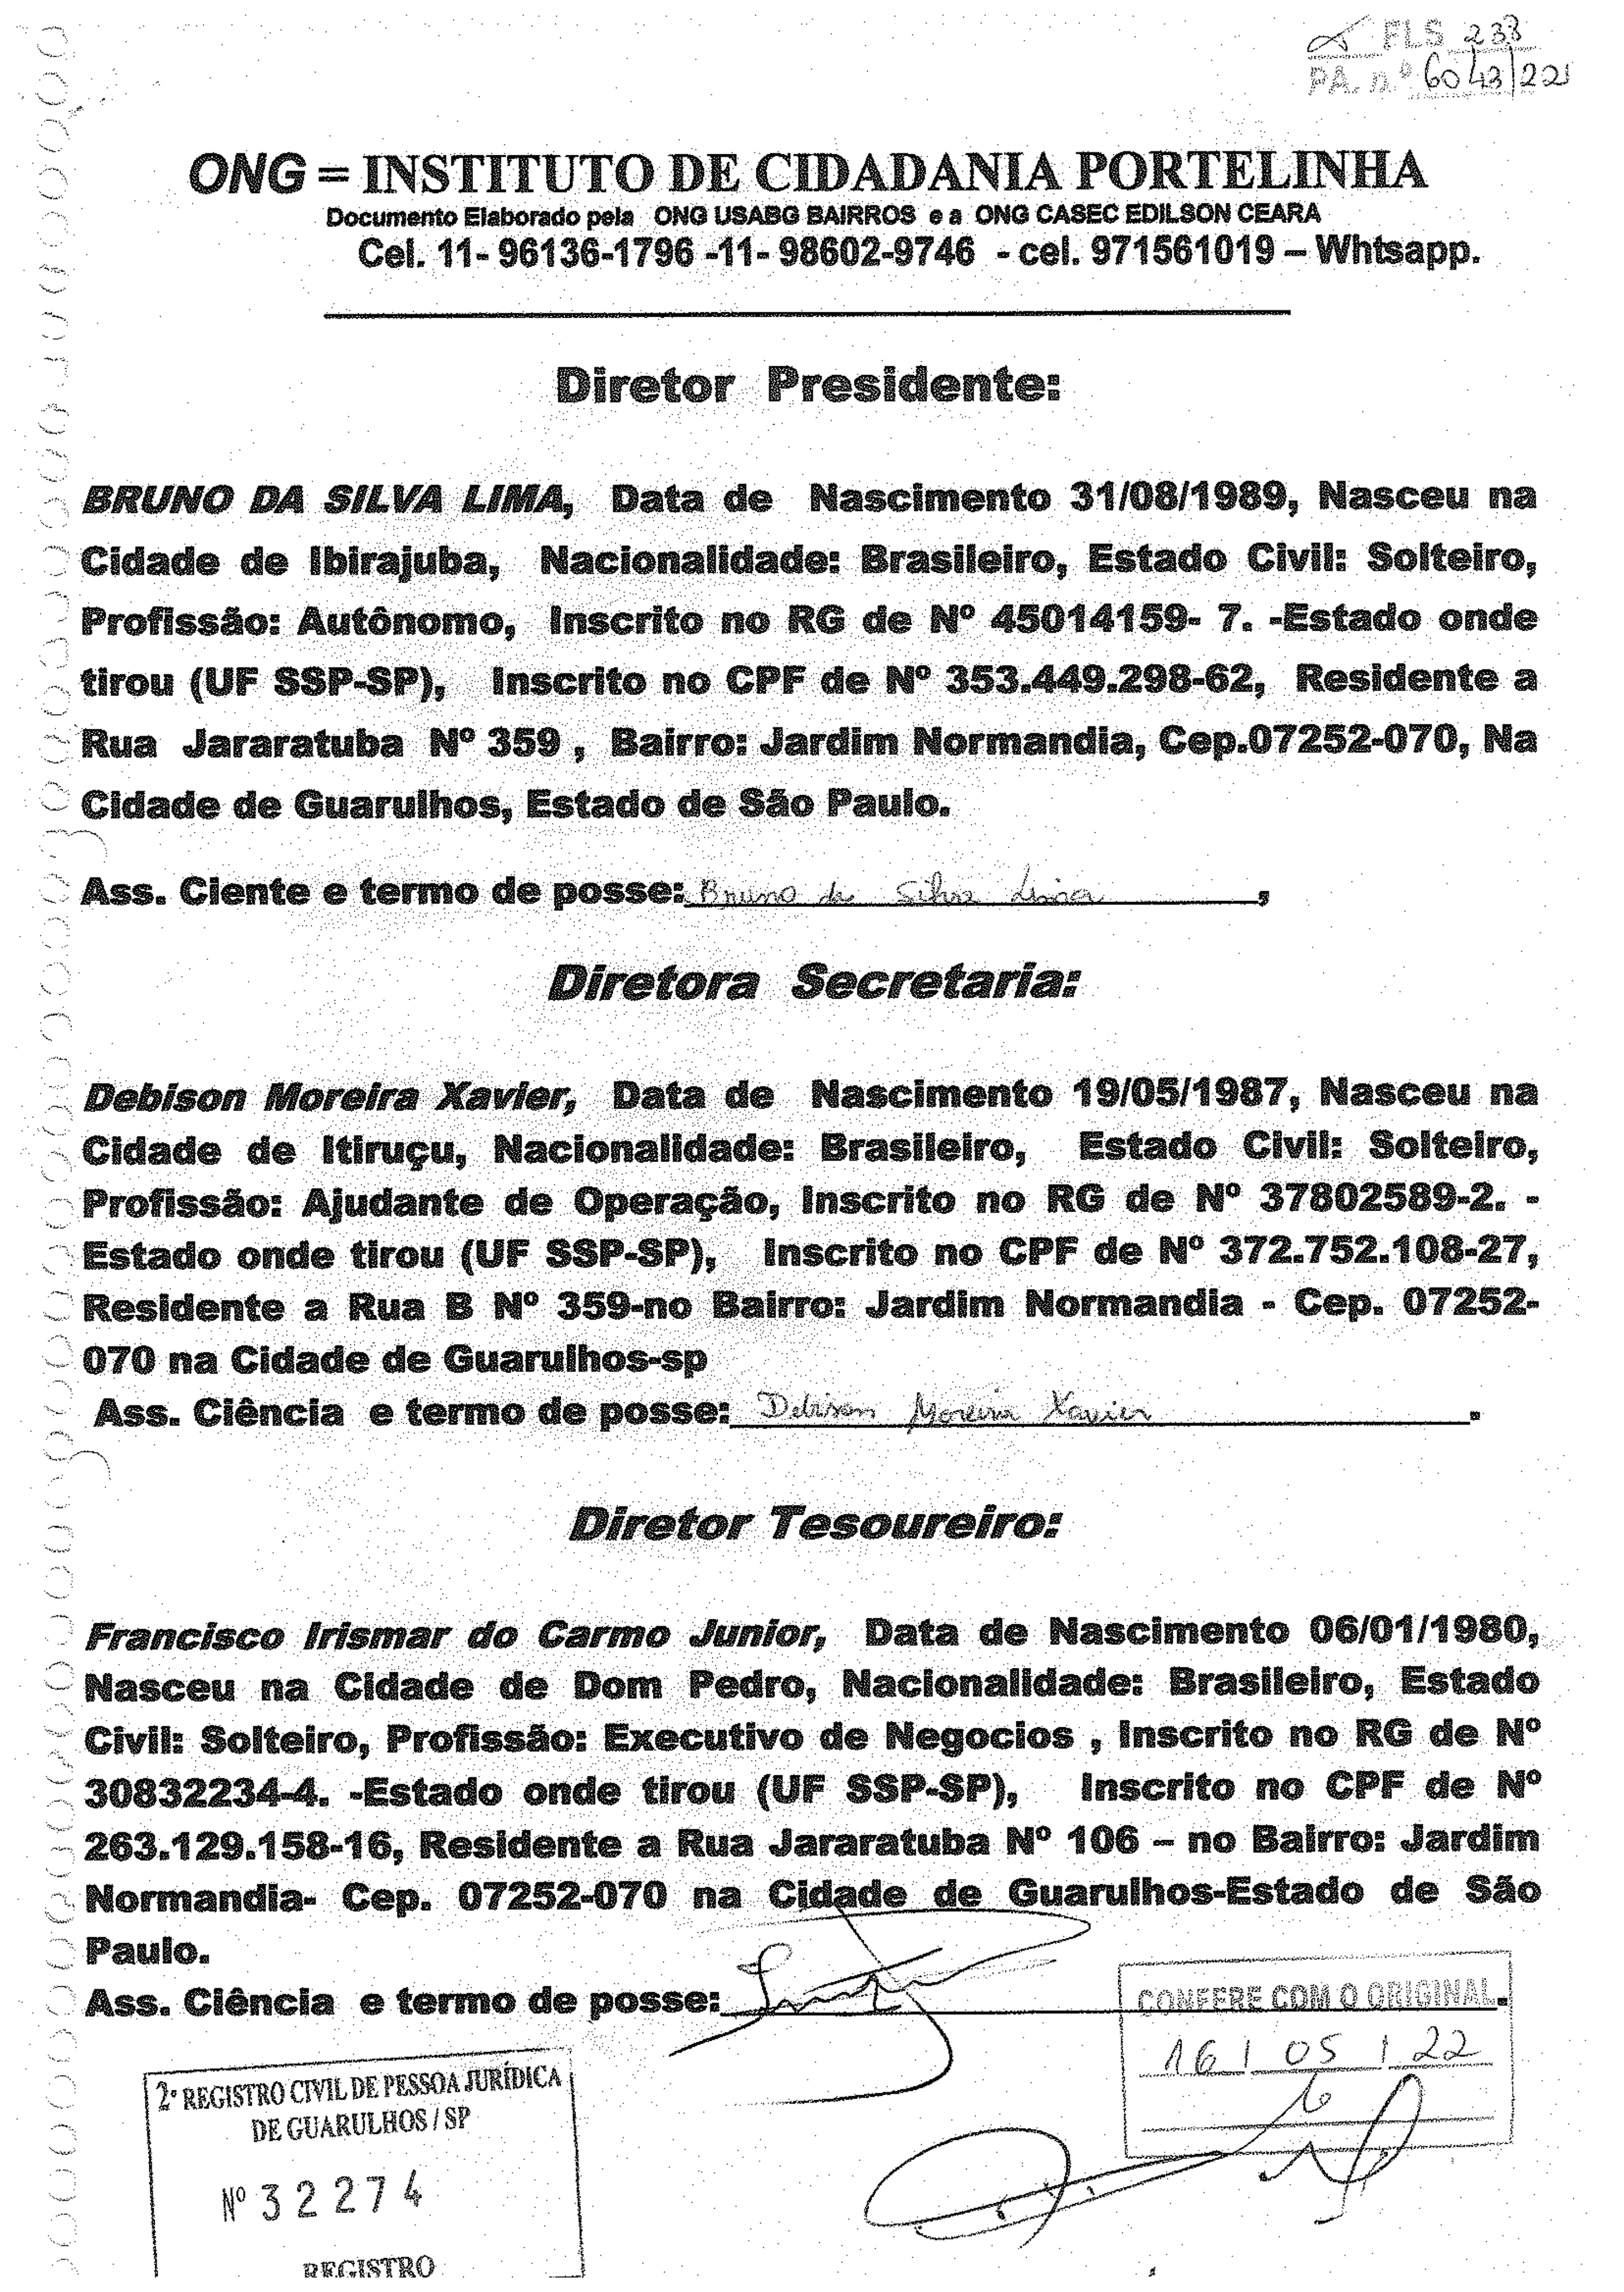 FLS 233
PA. nº 6043/202
ONG = INSTITUTO DE CIDADANIA PORTELINHA
Documento Elaborado pela ONG USABG BAIRROS e a ONG CASEC EDILSON CEARA
Cel. 11- 96136-1796 -11- 98602-9746 - cel. 971561019 – Whtsapp.
Diretor Presidente:
BRUNO DA SILVA LIMA, Data de Nascimento 31/08/1989, Nasceu na
Cidade de Ibirajuba, Nacionalidade: Brasileiro, Estado Civil: Solteiro,
Profissão: Autônomo, Inscrito no RG de Nº 45014159- 7. -Estado onde
tirou (UF SSP-SP), Inscrito no CPF de Nº 353.449.298-62, Residente a
Rua Jararatuba Nº 359 , Bairro: Jardim Normandia, Cep.07252-070, Na
Cidade de Guarulhos, Estado de São Paulo.
Ass. Ciente e termo de posse: Bruno da Silva Lima ,
Diretora Secretaria:
Debison Moreira Xavier, Data de Nascimento 19/05/1987, Nasceu na
Cidade de Itiruçu, Nacionalidade: Brasileiro, Estado Civil: Solteiro,
Profissão: Ajudante de Operação, Inscrito no RG de Nº 37802589-2. -
Estado onde tirou (UF SSP-SP), Inscrito no CPF de Nº 372.752.108-27,
Residente a Rua B Nº 359-no Bairro: Jardim Normandia - Cep. 07252-
070 na Cidade de Guarulhos-sp
Ass. Ciência e termo de posse: Debison Moreira Xavier .
Diretor Tesoureiro:
Francisco Irismar do Carmo Junior, Data de Nascimento 06/01/1980,
Nasceu na Cidade de Dom Pedro, Nacionalidade: Brasileiro, Estado
Civil: Solteiro, Profissão: Executivo de Negocios , Inscrito no RG de Nº
30832234-4. -Estado onde tirou (UF SSP-SP), Inscrito no CPF de Nº
263.129.158-16, Residente a Rua Jararatuba Nº 106 – no Bairro: Jardim
Normandia- Cep. 07252-070 na Cidade de Guarulhos-Estado de São
Paulo.
Ass. Ciência e termo de posse: .
CONFERE COM O ORIGINAL
16 / 05 / 22
2º REGISTRO CIVIL DE PESSOA JURÍDICA
DE GUARULHOS / SP
Nº 32274
REGISTRO